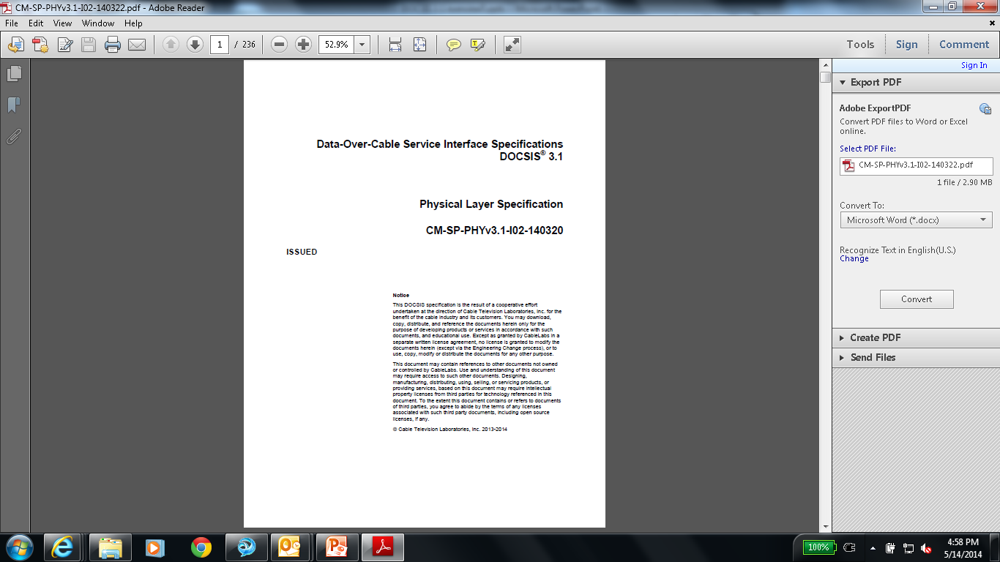 CM-SP-PHYv3.1-I02-140322.pdf - Adobe Reader
File Edit View Window Help
1 / 236 52.9% Tools Sign Comment
Sign In
Export PDF
Adobe ExportPDF
Convert PDF files to Word or Excel
online.
Select PDF File:
CM-SP-PHYv3.1-I02-140322.pdf
1 file / 2.90 MB
Convert To:
Microsoft Word (*.docx)
Recognize Text in English(U.S.)
Change
Convert
Create PDF
Send Files
Data-Over-Cable Service Interface Specifications
DOCSIS® 3.1
Physical Layer Specification
CM-SP-PHYv3.1-I02-140320
ISSUED
Notice
This DOCSIS specification is the result of a cooperative effort
undertaken at the direction of Cable Television Laboratories, Inc. for the
benefit of the cable industry and its customers. You may download,
copy, distribute, and reference the documents herein only for the
purpose of developing products or services in accordance with such
documents, and educational use. Except as granted by CableLabs in a
separate written license agreement, no license is granted to modify the
documents herein (except via the Engineering Change process), or to
use, copy, modify or distribute the documents for any other purpose.
This document may contain references to other documents not owned
or controlled by CableLabs. Use and understanding of this document
may require access to such other documents. Designing,
manufacturing, distributing, using, selling, or servicing products, or
providing services, based on this document may require intellectual
property licenses from third parties for technology referenced in this
document. To the extent this document contains or refers to documents
of third parties, you agree to abide by the terms of any licenses
associated with such third party documents, including open source
licenses, if any.
© Cable Television Laboratories, Inc. 2013-2014
100%
4:58 PM
5/14/2014